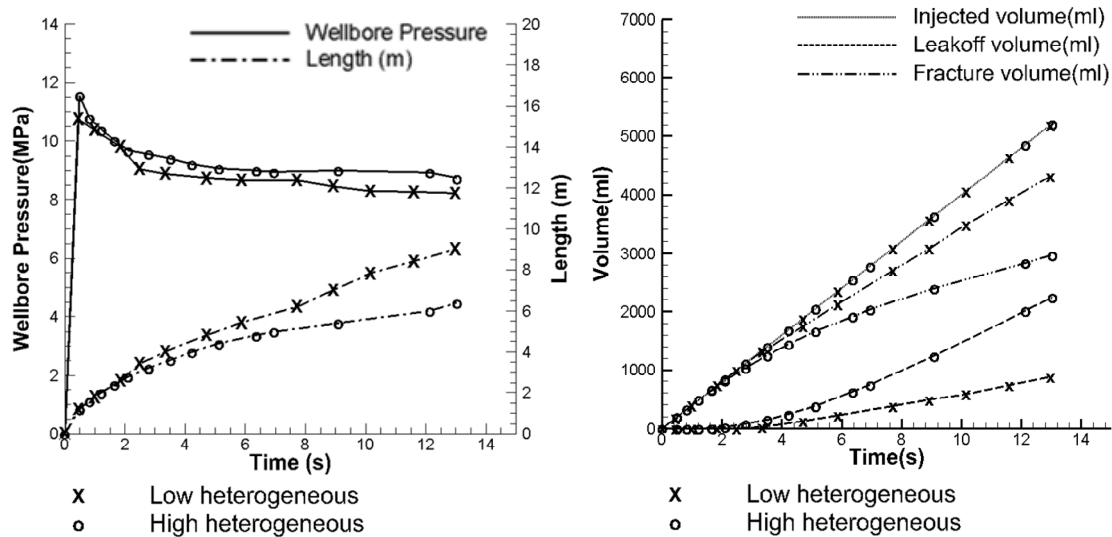 Wellbore Pressure
Length (m)
Wellbore Pressure(MPa)
14
12
10
8
6
4
2
0
20
18
16
14
12
10
8
6
4
2
0
Length (m)
0 2 4 6 8 10 12 14
Time (s)
x Low heterogeneous
o High heterogeneous
Injected volume(ml)
Leakoff volume(ml)
Fracture volume(ml)
Volume(ml)
7000
6000
5000
4000
3000
2000
1000
0
0 2 4 6 8 10 12 14
Time(s)
x Low heterogeneous
o High heterogeneous